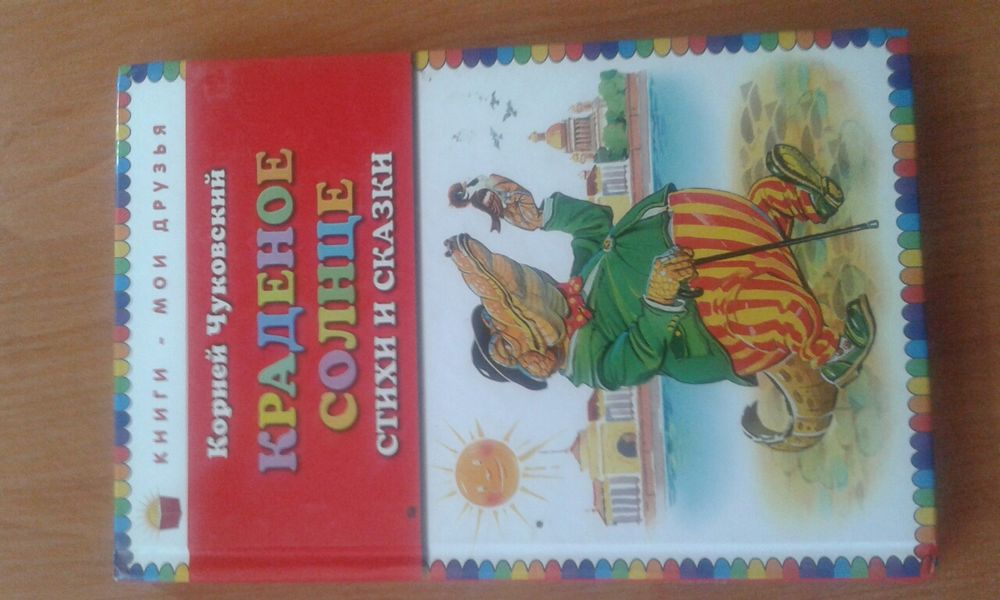 КНИГИ - МОИ ДРУЗЬЯ
Корней Чуковский
КРАДЕНОЕ
СОЛНЦЕ
СТИХИ И СКАЗКИ